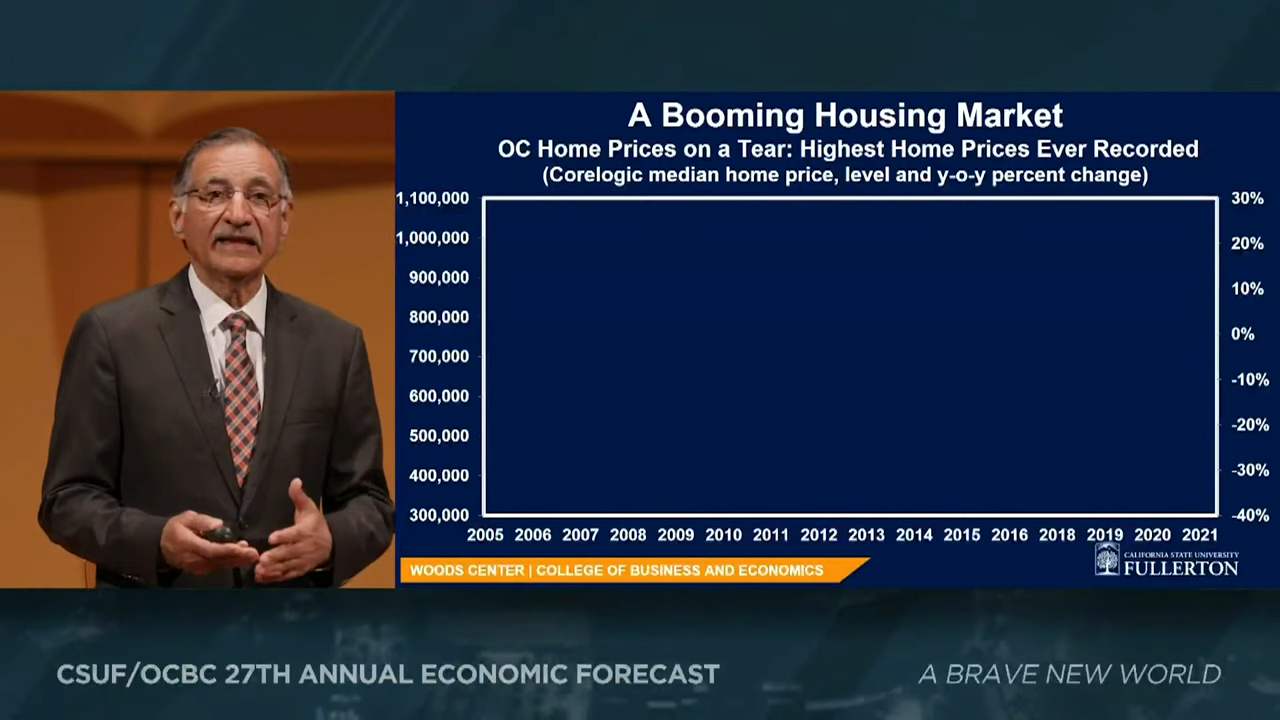 A Booming Housing Market
OC Home Prices on a Tear: Highest Home Prices Ever Recorded
(Corelogic median home price, level and y-o-y percent change)
1,100,000
1,000,000
900,000
800,000
700,000
600,000
500,000
400,000
300,000
30%
20%
10%
0%
-10%
-20%
-30%
-40%
2005 2006 2007 2008 2009 2010 2011 2012 2013 2014 2015 2016 2018 2019 2020 2021
WOODS CENTER | COLLEGE OF BUSINESS AND ECONOMICS
CALIFORNIA STATE UNIVERSITY
FULLERTON
CSUF/OCBC 27TH ANNUAL ECONOMIC FORECAST
A BRAVE NEW WORLD